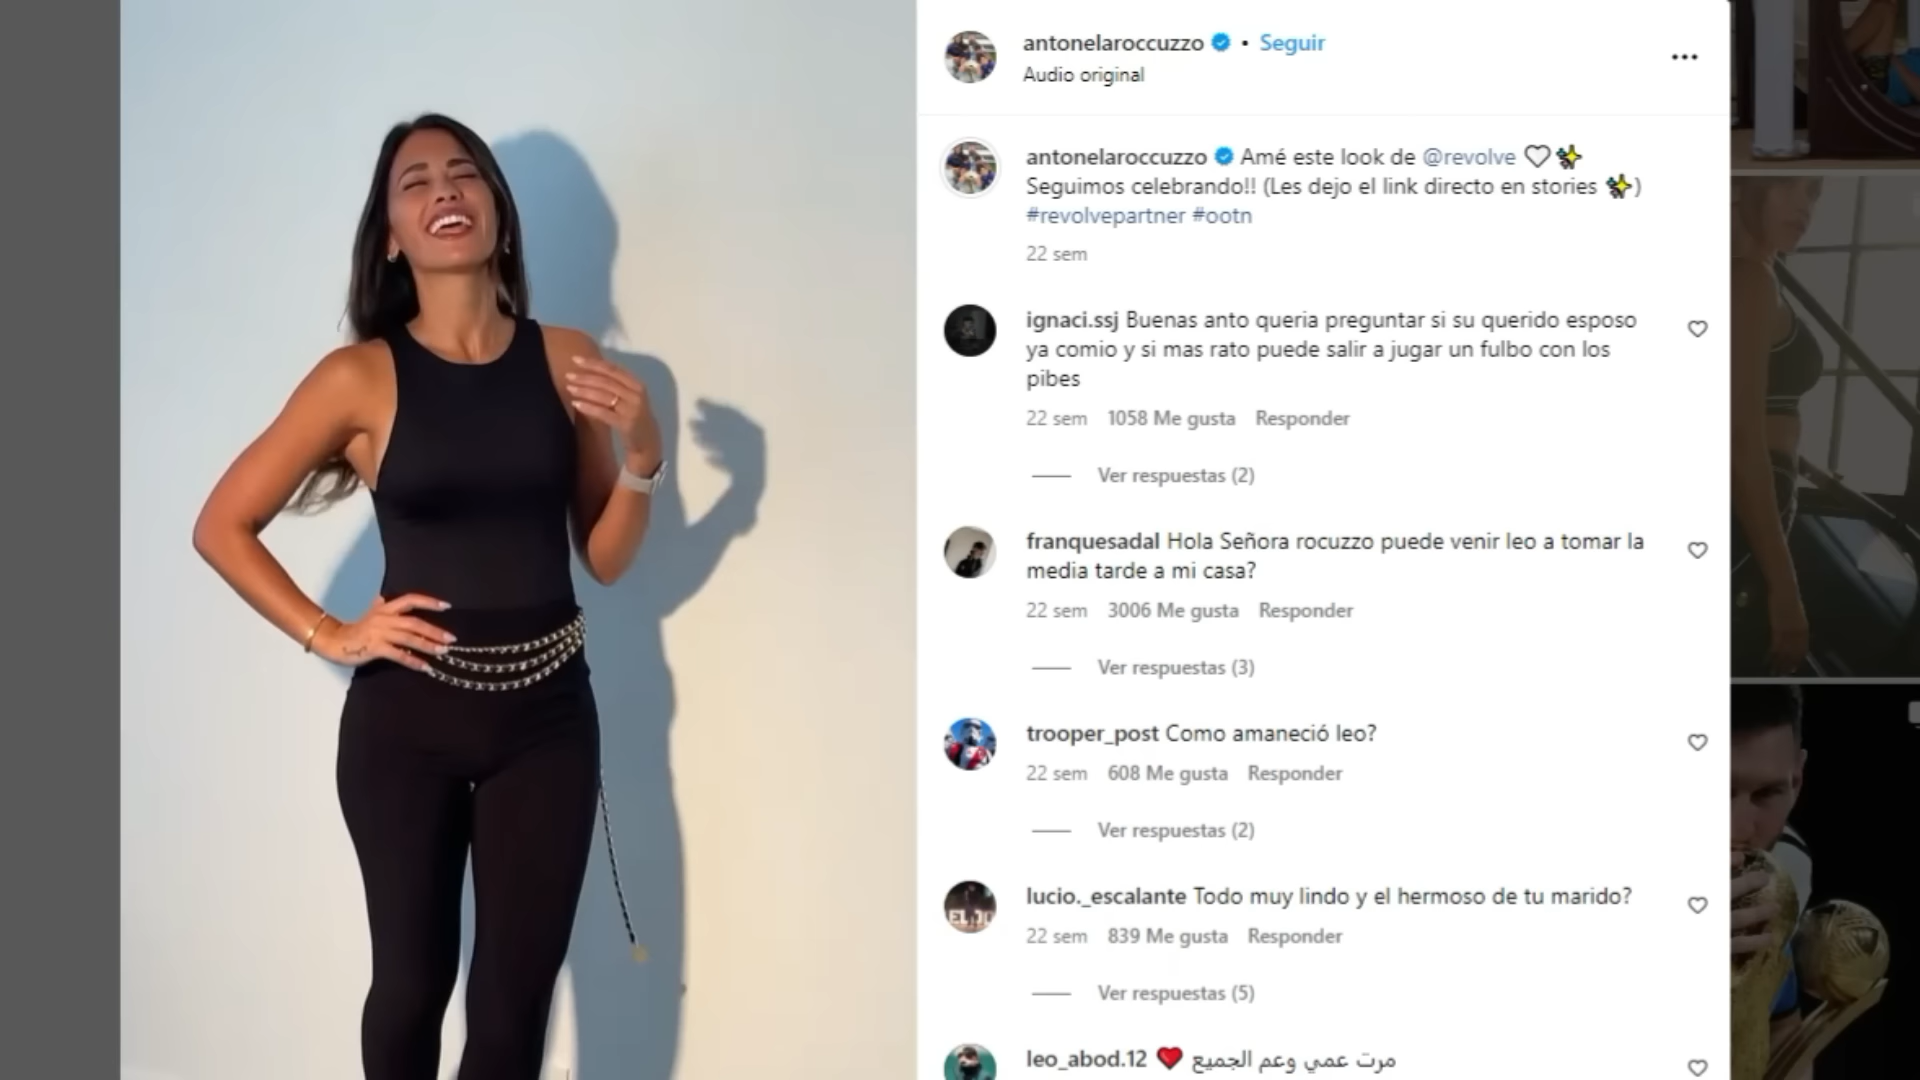 antonelaroccuzzo • Seguir
Audio original
antonelaroccuzzo Amé este look de @revolve 🤍✨
Seguimos celebrando!! (Les dejo el link directo en stories ✨)
#revolvepartner #ootn
22 sem
ignaci.ssj Buenas anto queria preguntar si su querido esposo
ya comio y si mas rato puede salir a jugar un fulbo con los
pibes
22 sem 1058 Me gusta Responder
Ver respuestas (2)
franquesadal Hola Señora rocuzzo puede venir leo a tomar la
media tarde a mi casa?
22 sem 3006 Me gusta Responder
Ver respuestas (3)
trooper_post Como amaneció leo?
22 sem 608 Me gusta Responder
Ver respuestas (2)
lucio._escalante Todo muy lindo y el hermoso de tu marido?
22 sem 839 Me gusta Responder
Ver respuestas (5)
leo_abod.12 ❤️ مرت عمي وعم الجميع